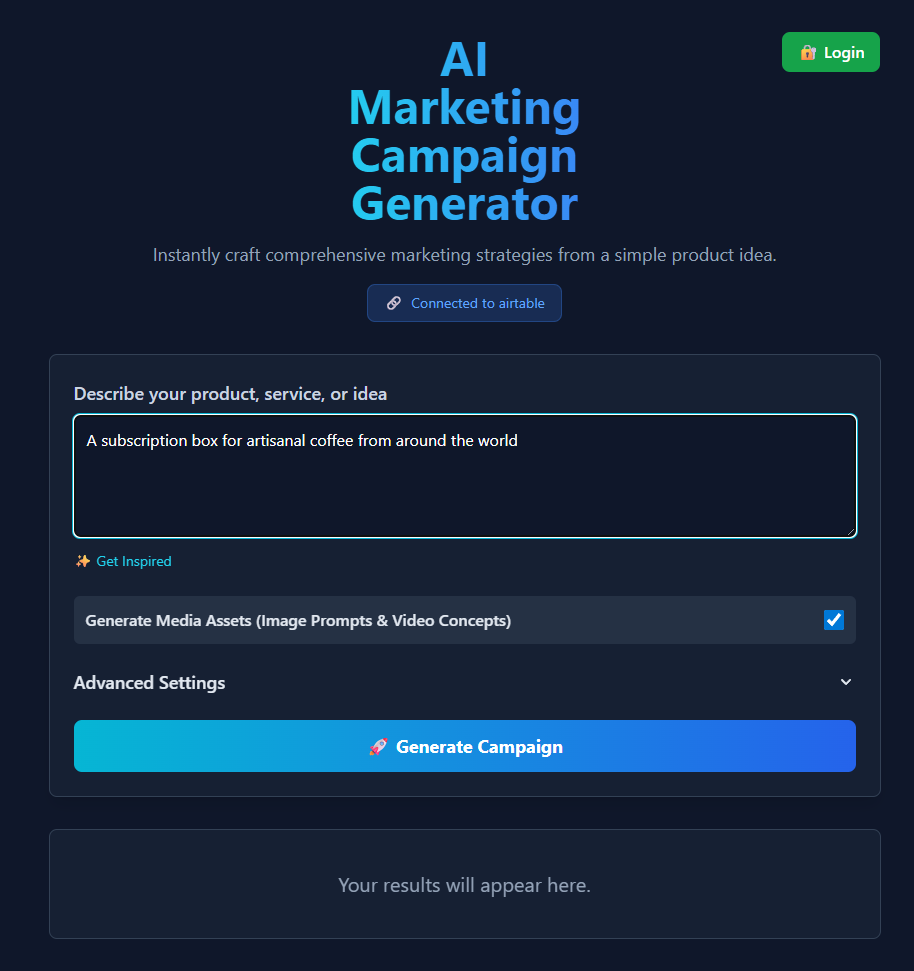 AI
Marketing
Campaign
Generator
🔐 Login
Instantly craft comprehensive marketing strategies from a simple product idea.
🔗 Connected to airtable
Describe your product, service, or idea
A subscription box for artisanal coffee from around the world
✨ Get Inspired
Generate Media Assets (Image Prompts & Video Concepts)
Advanced Settings
🚀 Generate Campaign
Your results will appear here.